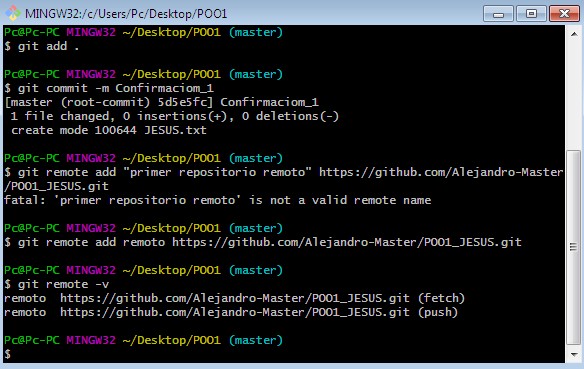 MINGW32:/c/Users/Pc/Desktop/POO1
Pc@Pc-PC MINGW32 ~/Desktop/POO1 (master)
$ git add .
Pc@Pc-PC MINGW32 ~/Desktop/POO1 (master)
$ git commit -m Confirmaciom_1
[master (root-commit) 5d5e5fc] Confirmaciom_1
1 file changed, 0 insertions(+), 0 deletions(-)
create mode 100644 JESUS.txt
Pc@Pc-PC MINGW32 ~/Desktop/POO1 (master)
$ git remote add "primer repositorio remoto" https://github.com/Alejandro-Master
/POO1_JESUS.git
fatal: 'primer repositorio remoto' is not a valid remote name
Pc@Pc-PC MINGW32 ~/Desktop/POO1 (master)
$ git remote add remoto https://github.com/Alejandro-Master/POO1_JESUS.git
Pc@Pc-PC MINGW32 ~/Desktop/POO1 (master)
$ git remote -v
remoto  https://github.com/Alejandro-Master/POO1_JESUS.git (fetch)
remoto  https://github.com/Alejandro-Master/POO1_JESUS.git (push)
Pc@Pc-PC MINGW32 ~/Desktop/POO1 (master)
$